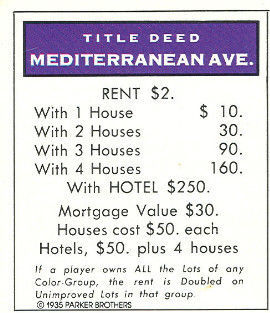 TITLE DEED
MEDITERRANEAN AVE.
RENT $2.
With 1 House $ 10.
With 2 Houses 30.
With 3 Houses 90.
With 4 Houses 160.
With HOTEL $250.
Mortgage Value $30.
Houses cost $50. each
Hotels, $50. plus 4 houses
If a player owns ALL the Lots of any
Color-Group, the rent is Doubled on
Unimproved Lots in that group.
© 1935 PARKER BROTHERS